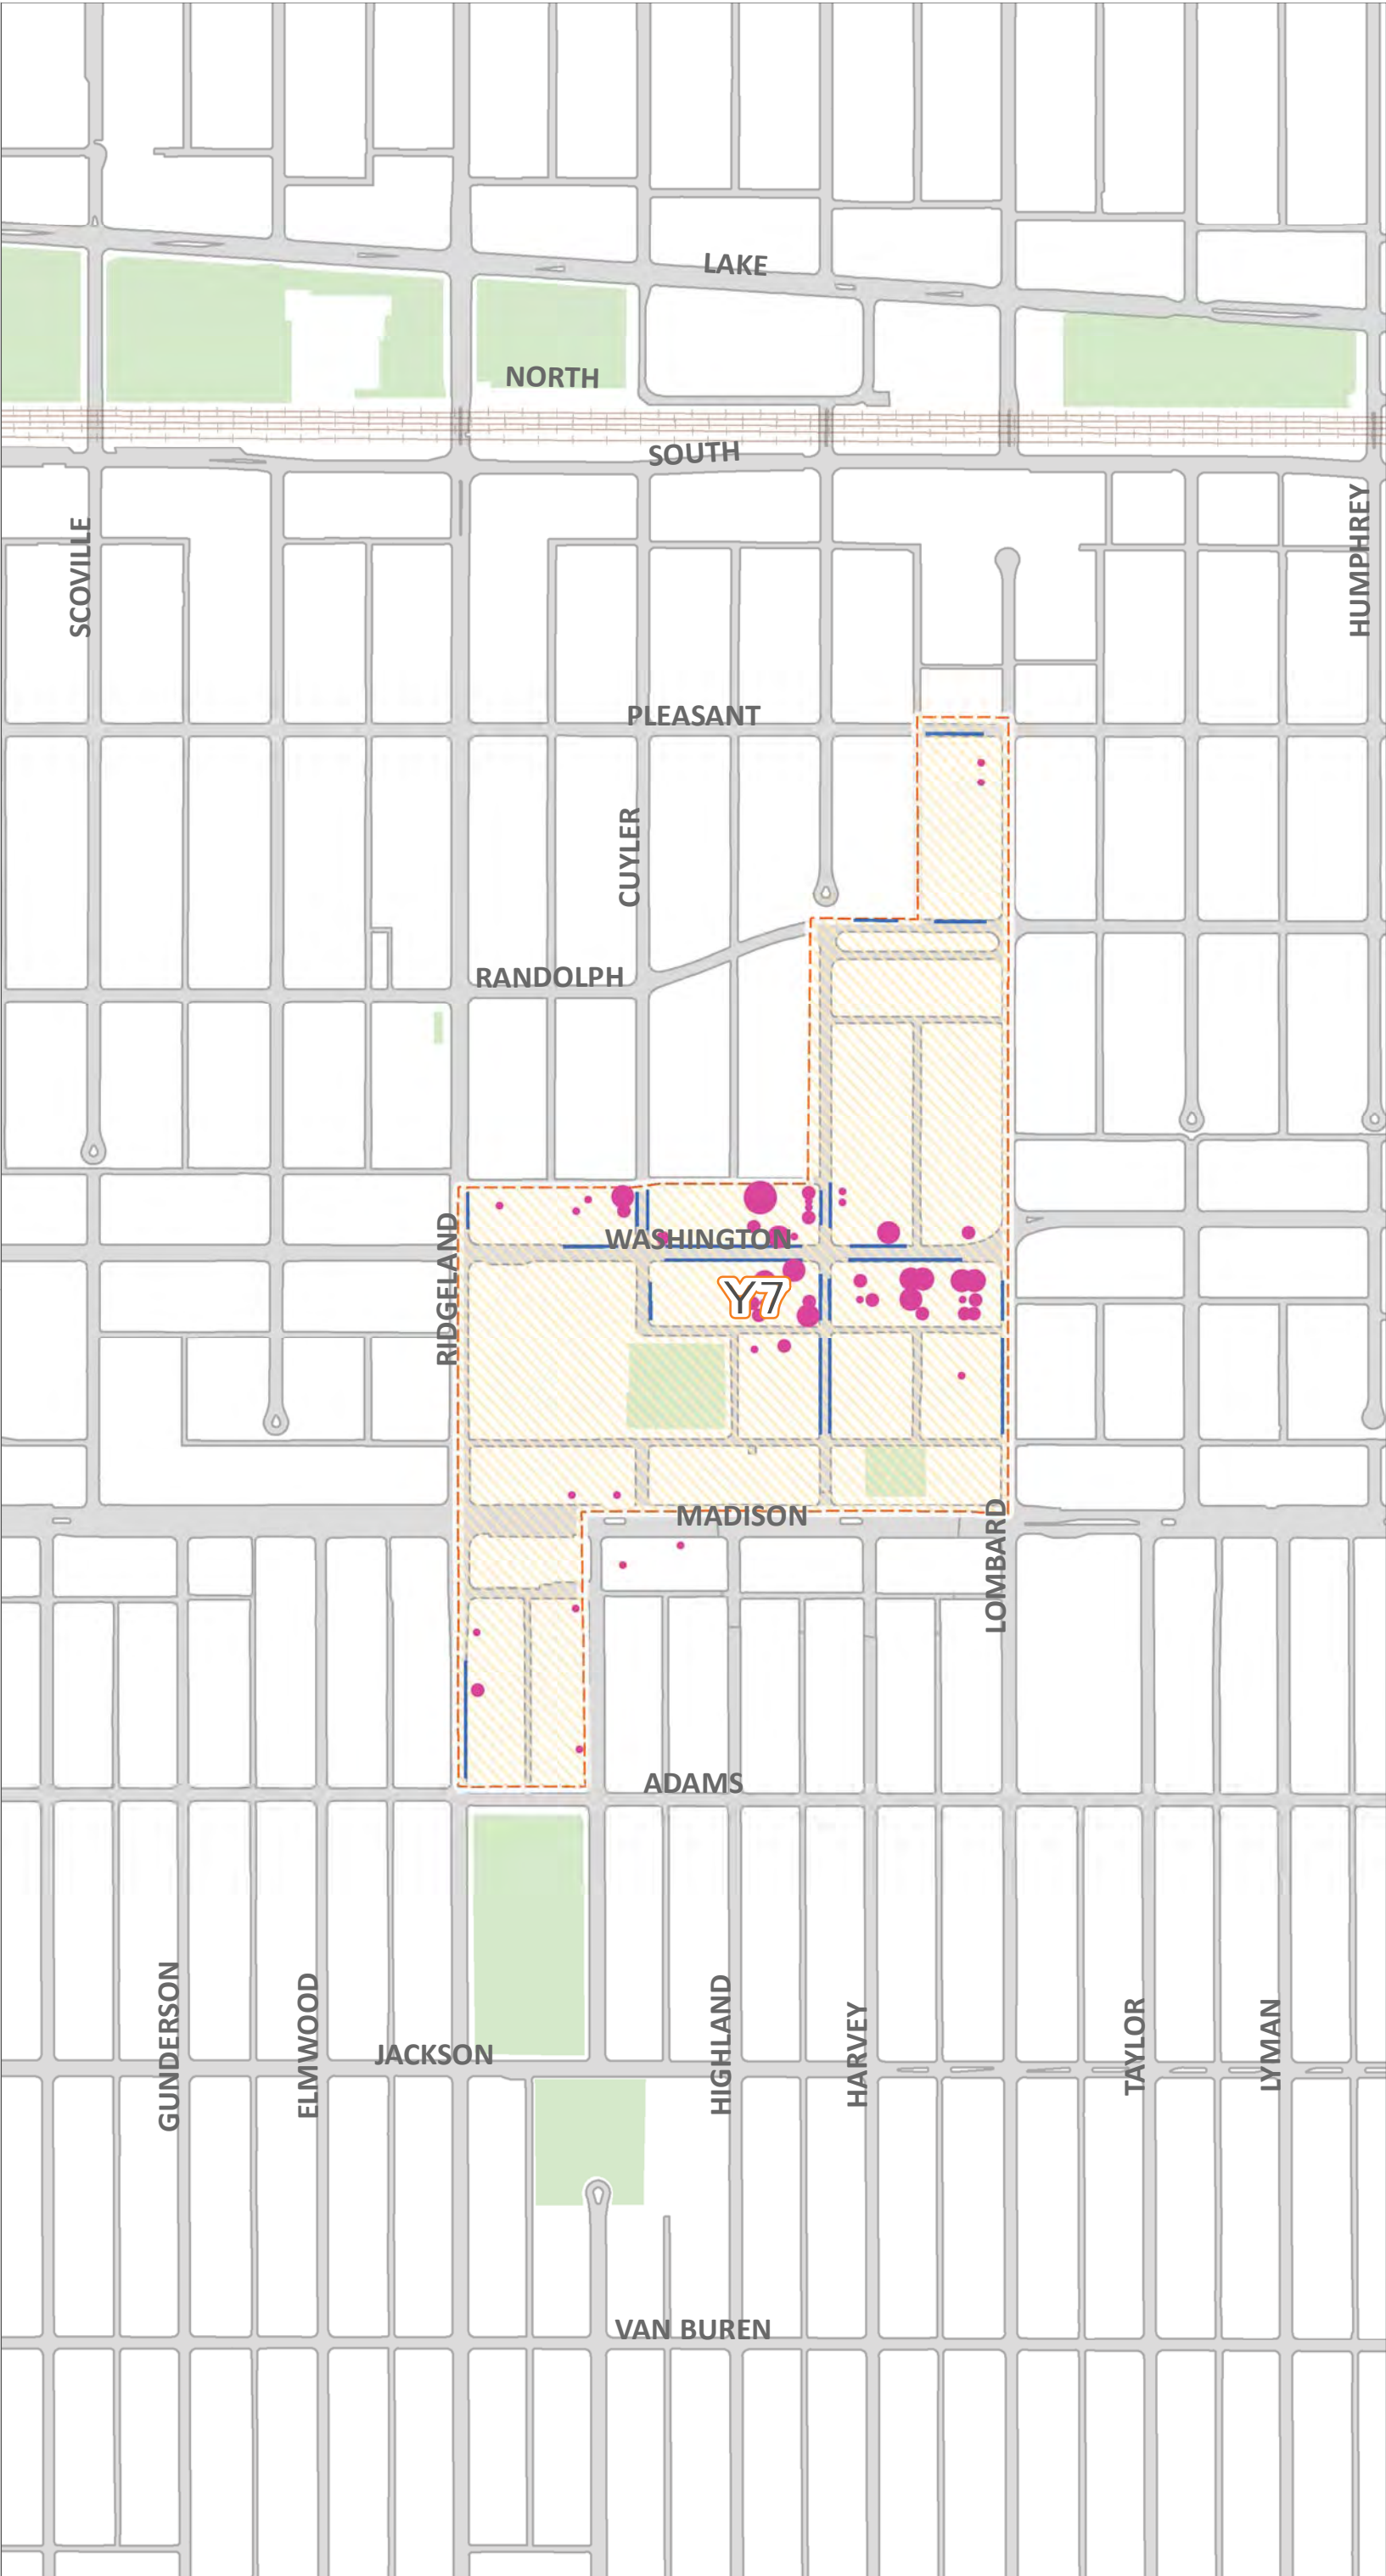 LAKE
NORTH
SOUTH
SCOVILLE
HUMPHREY
PLEASANT
CUYLER
RANDOLPH
RIDGELAND
WASHINGTON
Y7
MADISON
LOMBARD
ADAMS
GUNDERSON
ELMWOOD
JACKSON
HIGHLAND
HARVEY
TAYLOR
LYMAN
VAN BUREN